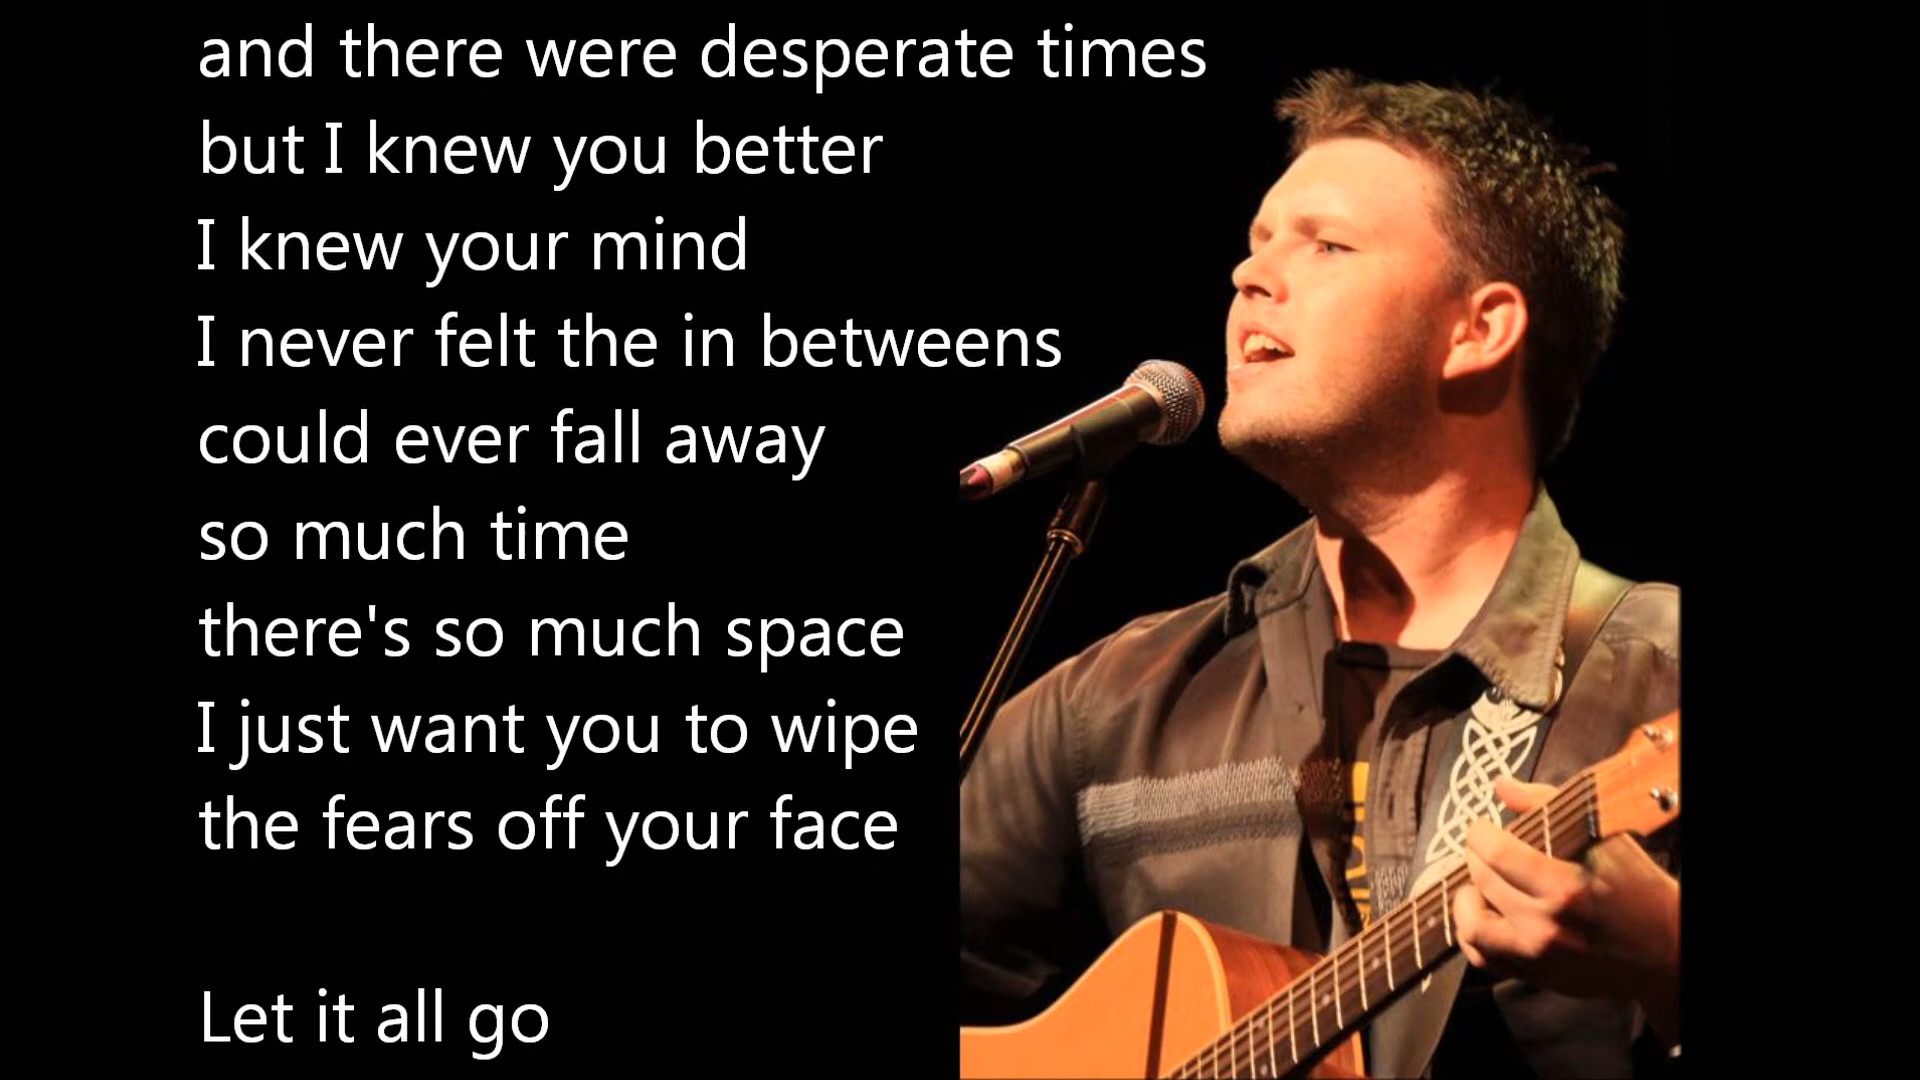 and there were desperate times
but I knew you better
I knew your mind
I never felt the in betweens
could ever fall away
so much time
there's so much space
I just want you to wipe
the fears off your face
Let it all go